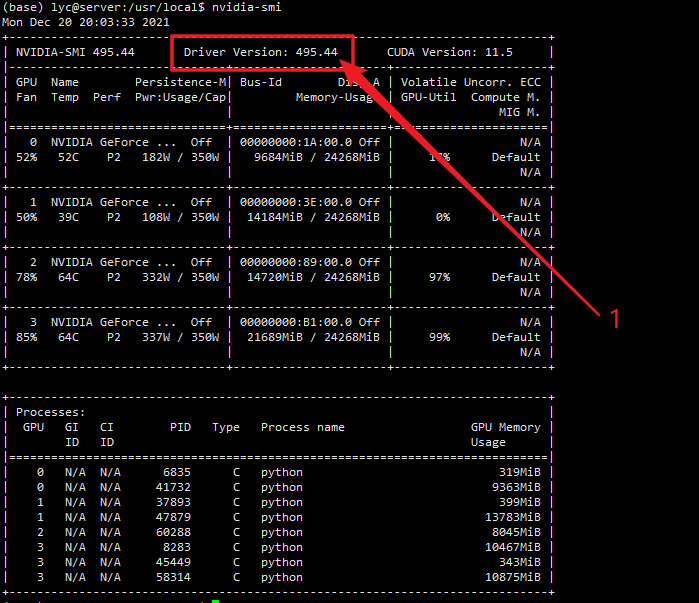 (base) lyc@server:/usr/local$ nvidia-smi
Mon Dec 20 20:03:33 2021
+-----------------------------------------------------------------------------+
| NVIDIA-SMI 495.44       Driver Version: 495.44       CUDA Version: 11.5     |
|-------------------------------+----------------------+----------------------+
| GPU  Name        Persistence-M| Bus-Id        Disp.A | Volatile Uncorr. ECC |
| Fan  Temp  Perf  Pwr:Usage/Cap|         Memory-Usage | GPU-Util  Compute M. |
|                               |                      |               MIG M. |
|===============================+======================+======================|
|   0  NVIDIA GeForce ...  Off  | 00000000:1A:00.0 Off |                  N/A |
| 52%   52C    P2   182W / 350W |   9684MiB / 24268MiB |     %      Default |
|                               |                      |                  N/A |
+-------------------------------+----------------------+----------------------+
|   1  NVIDIA GeForce ...  Off  | 00000000:3E:00.0 Off |                  N/A |
| 50%   39C    P2   108W / 350W |  14184MiB / 24268MiB |      0%      Default |
|                               |                      |                  N/A |
+-------------------------------+----------------------+----------------------+
|   2  NVIDIA GeForce ...  Off  | 00000000:89:00.0 Off |                  N/A |
| 78%   64C    P2   332W / 350W |  14720MiB / 24268MiB |     97%      Default |
|                               |                      |                  N/A |
+-------------------------------+----------------------+----------------------+
|   3  NVIDIA GeForce ...  Off  | 00000000:B1:00.0 Off |                  N/A |
| 85%   64C    P2   337W / 350W |  21689MiB / 24268MiB |     99%      Default |
|                               |                      |                  N/A |
+-------------------------------+----------------------+----------------------+
1
+-----------------------------------------------------------------------------+
| Processes:                                                                  |
|  GPU   GI   CI        PID   Type   Process name                  GPU Memory |
|        ID   ID                                                   Usage      |
|=============================================================================|
|    0   N/A  N/A      6835      C   python                            319MiB |
|    0   N/A  N/A     41732      C   python                           9363MiB |
|    1   N/A  N/A     37893      C   python                            399MiB |
|    1   N/A  N/A     47879      C   python                          13783MiB |
|    2   N/A  N/A     60288      C   python                           8045MiB |
|    3   N/A  N/A      8283      C   python                          10467MiB |
|    3   N/A  N/A     45449      C   python                            343MiB |
|    3   N/A  N/A     58314      C   python                          10875MiB |
+-----------------------------------------------------------------------------+